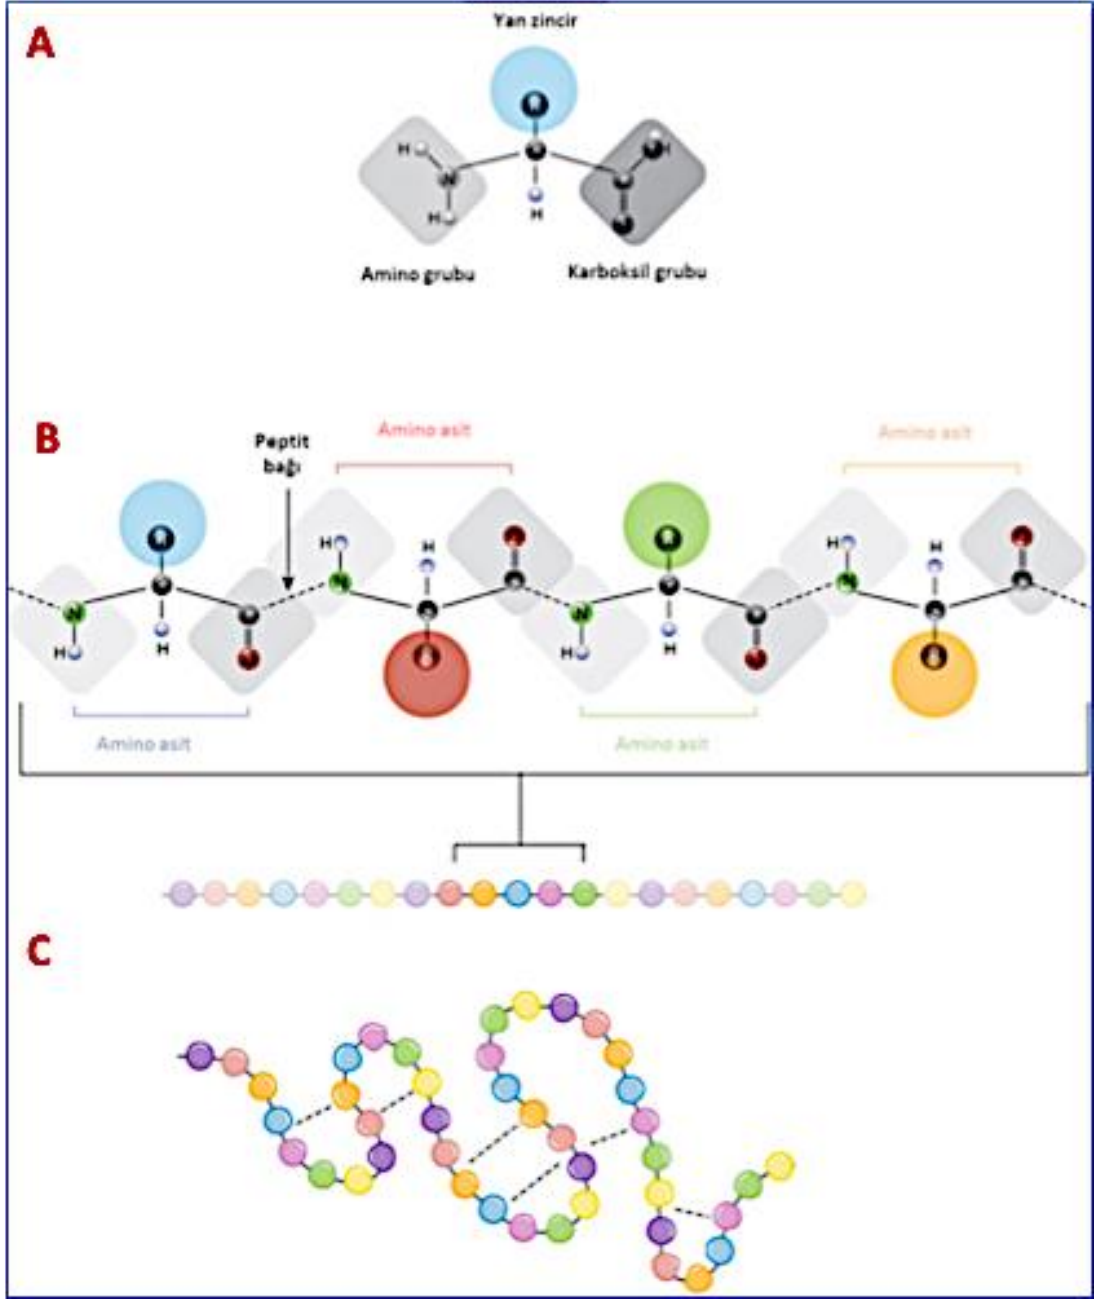 A
Yan zincir
R
H
N
H
C
H
C
H
Amino grubu
Karboksil grubu
B
Peptit
bağı
Amino asit
Amino asit
H
H
H
H
N
N
H
H
N
H
H
N
Amino asit
Amino asit
C